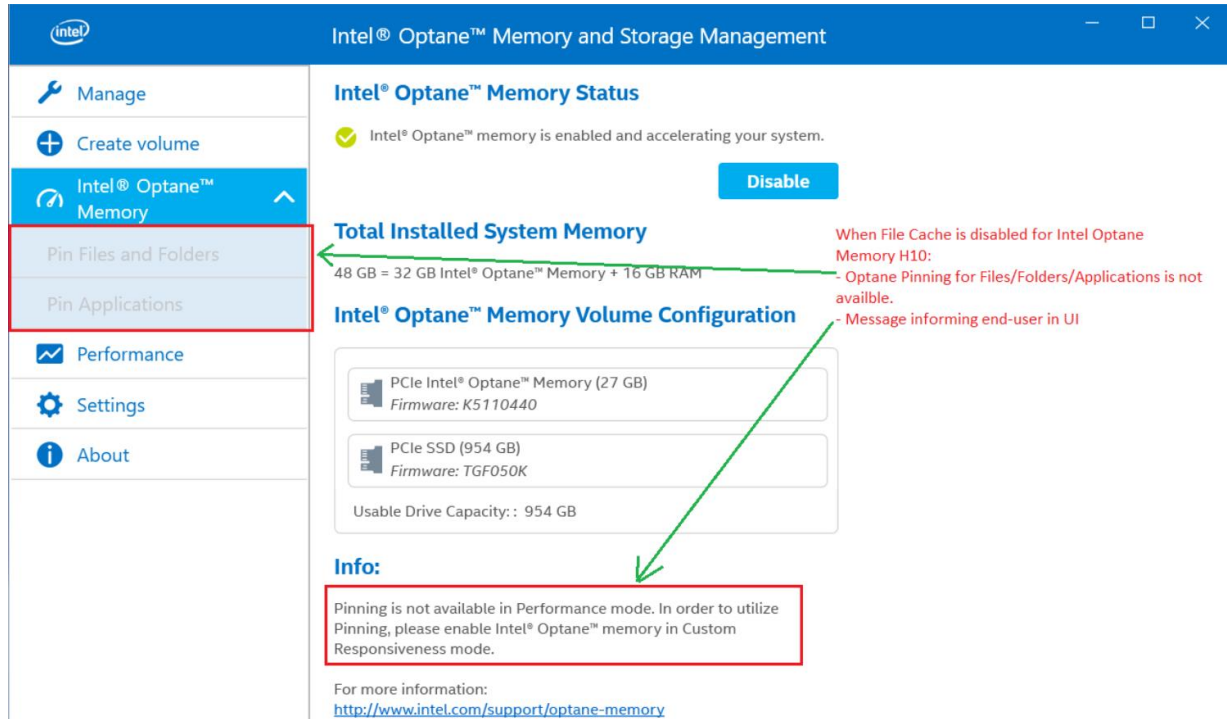 intel
Intel® Optane™ Memory and Storage Management
Manage
Create volume
Intel® Optane™
Memory
Pin Files and Folders
Pin Applications
Performance
Settings
About
Intel® Optane™ Memory Status
Intel® Optane™ memory is enabled and accelerating your system.
Disable
Total Installed System Memory
48 GB = 32 GB Intel® Optane™ Memory + 16 GB RAM
Intel® Optane™ Memory Volume Configuration
PCIe Intel® Optane™ Memory (27 GB)
Firmware: K5110440
PCIe SSD (954 GB)
Firmware: TGF050K
Usable Drive Capacity: : 954 GB
Info:
Pinning is not available in Performance mode. In order to utilize
Pinning, please enable Intel® Optane™ memory in Custom
Responsiveness mode.
For more information:
http://www.intel.com/support/optane-memory
When File Cache is disabled for Intel Optane
Memory H10:
- Optane Pinning for Files/Folders/Applications is not
availble.
- Message informing end-user in UI